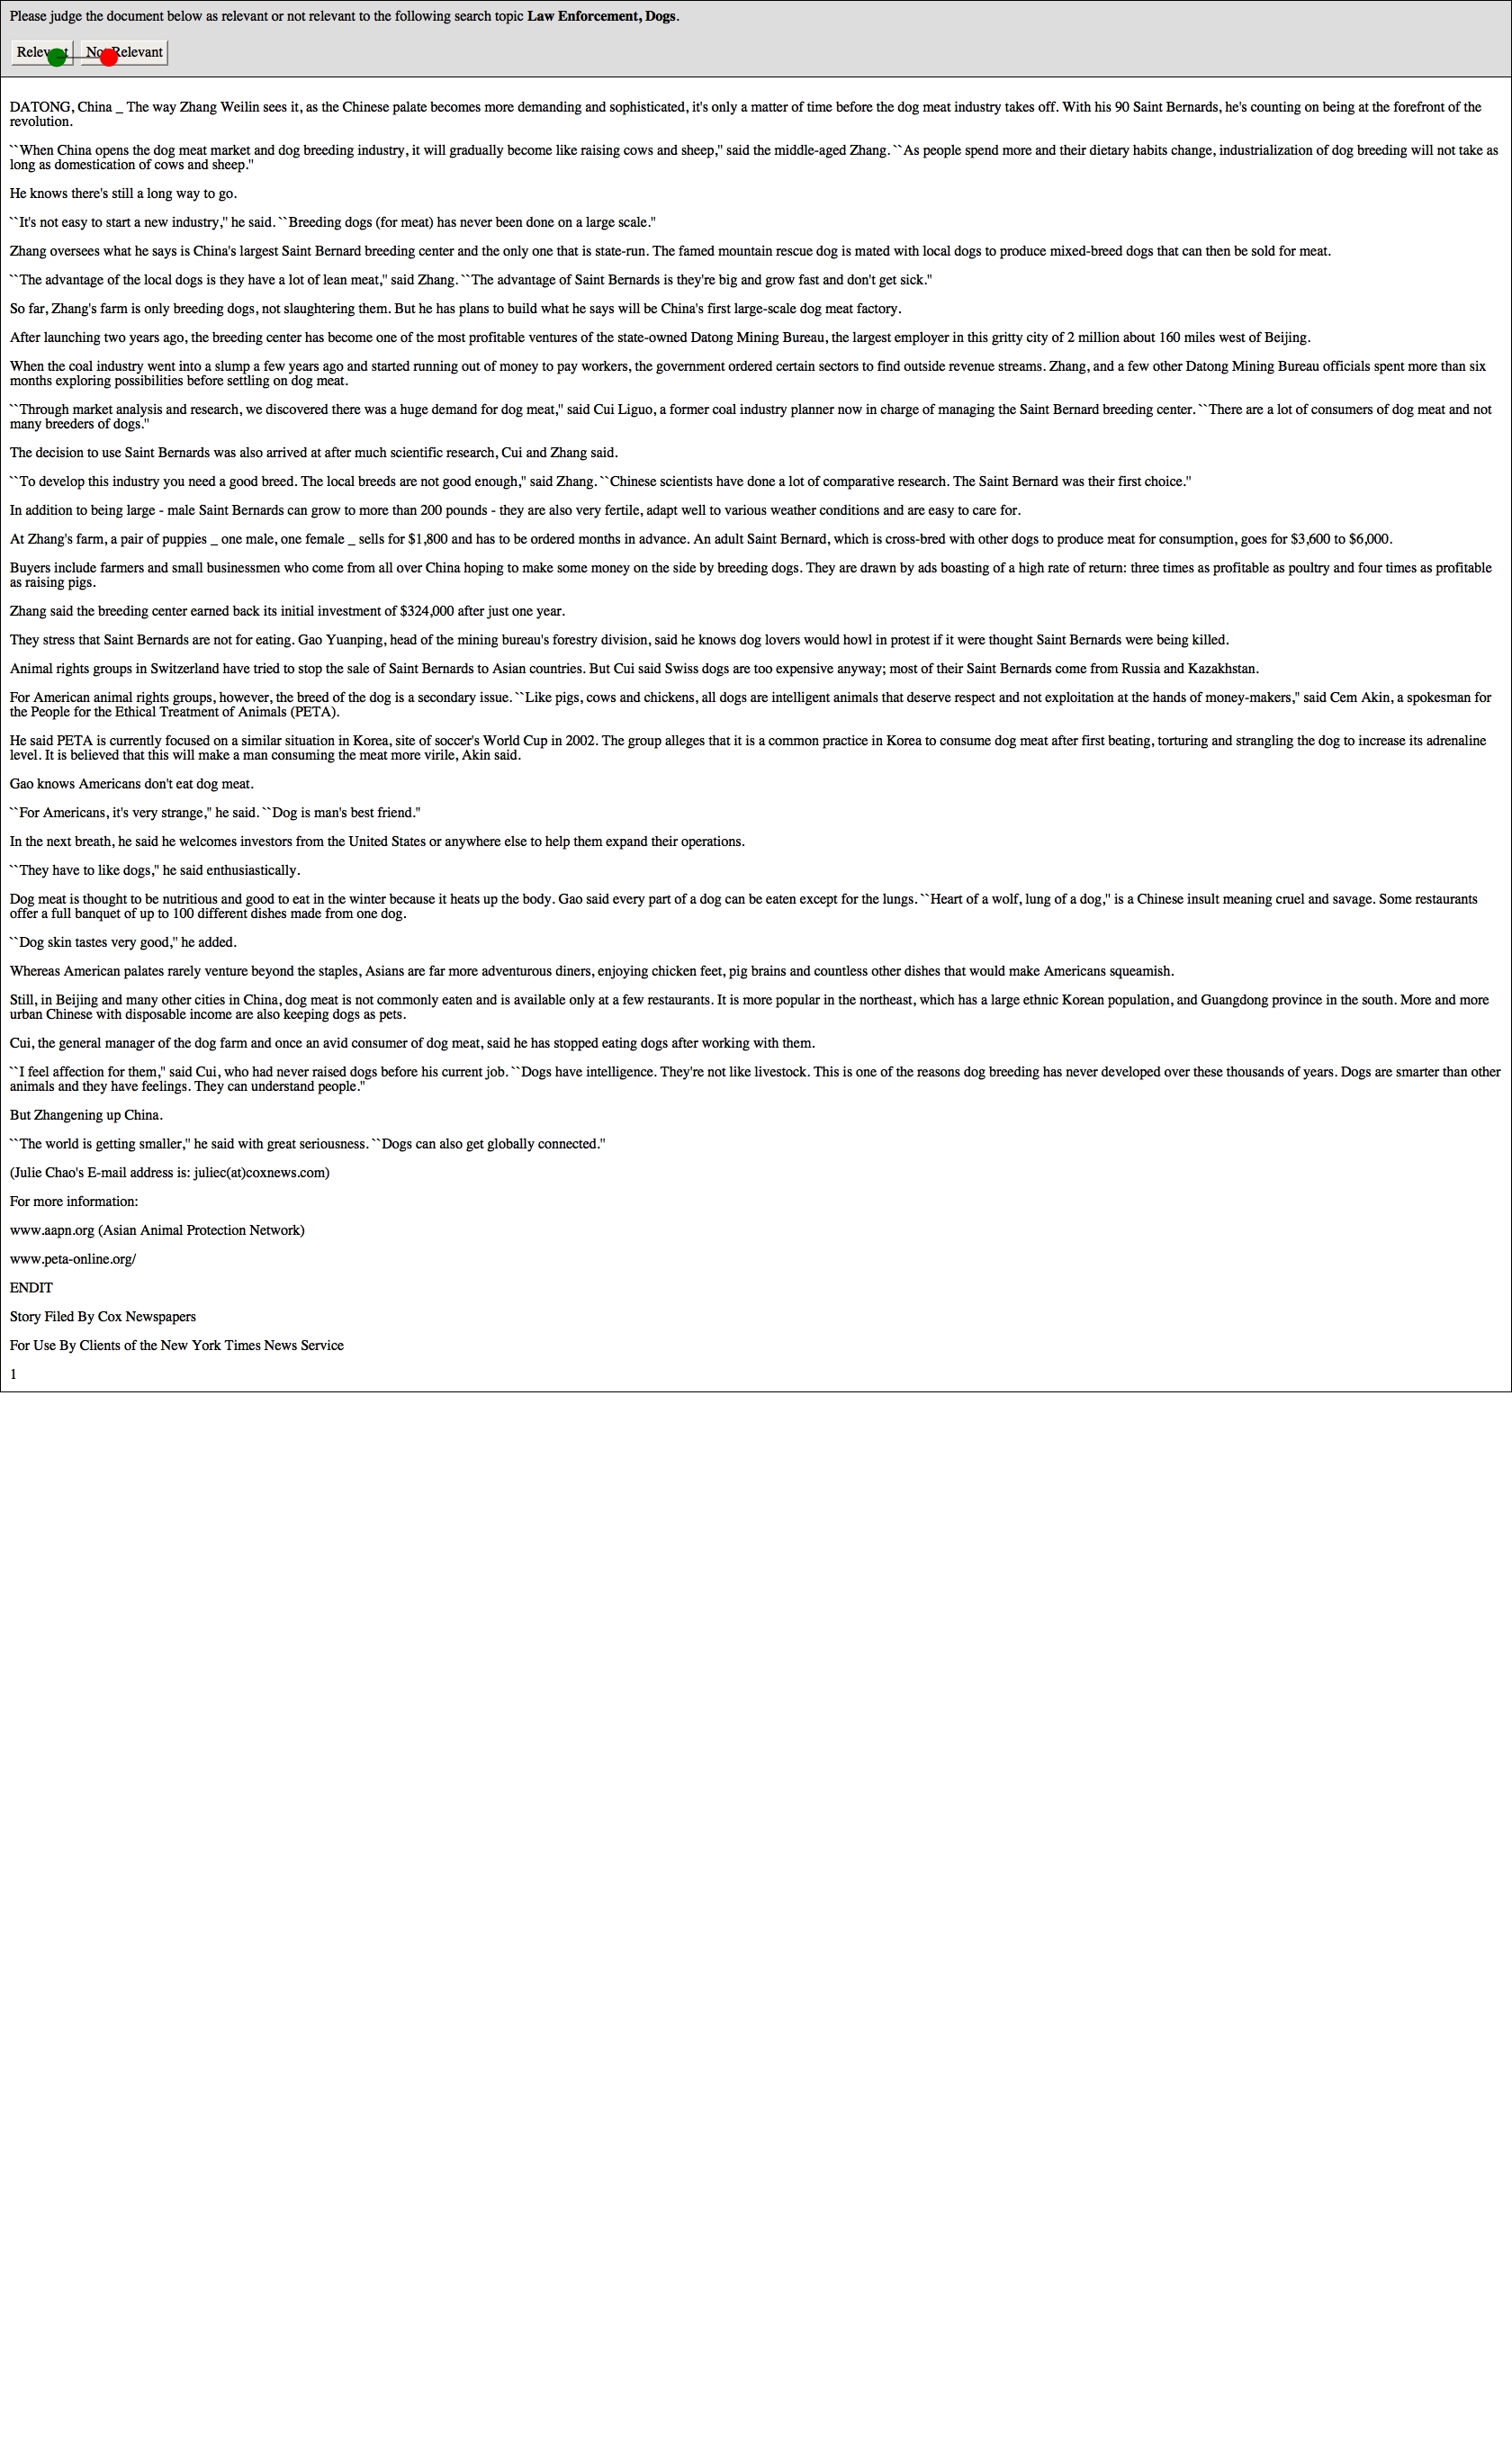 Please judge the document below as relevant or not relevant to the following search topic Law Enforcement, Dogs.
Relevant Not Relevant
DATONG, China _ The way Zhang Weilin sees it, as the Chinese palate becomes more demanding and sophisticated, it's only a matter of time before the dog meat industry takes off. With his 90 Saint Bernards, he's counting on being at the forefront of the
revolution.
``When China opens the dog meat market and dog breeding industry, it will gradually become like raising cows and sheep,'' said the middle-aged Zhang. ``As people spend more and their dietary habits change, industrialization of dog breeding will not take as
long as domestication of cows and sheep.''
He knows there's still a long way to go.
``It's not easy to start a new industry,'' he said. ``Breeding dogs (for meat) has never been done on a large scale.''
Zhang oversees what he says is China's largest Saint Bernard breeding center and the only one that is state-run. The famed mountain rescue dog is mated with local dogs to produce mixed-breed dogs that can then be sold for meat.
``The advantage of the local dogs is they have a lot of lean meat,'' said Zhang. ``The advantage of Saint Bernards is they're big and grow fast and don't get sick.''
So far, Zhang's farm is only breeding dogs, not slaughtering them. But he has plans to build what he says will be China's first large-scale dog meat factory.
After launching two years ago, the breeding center has become one of the most profitable ventures of the state-owned Datong Mining Bureau, the largest employer in this gritty city of 2 million about 160 miles west of Beijing.
When the coal industry went into a slump a few years ago and started running out of money to pay workers, the government ordered certain sectors to find outside revenue streams. Zhang, and a few other Datong Mining Bureau officials spent more than six
months exploring possibilities before settling on dog meat.
``Through market analysis and research, we discovered there was a huge demand for dog meat,'' said Cui Liguo, a former coal industry planner now in charge of managing the Saint Bernard breeding center. ``There are a lot of consumers of dog meat and not
many breeders of dogs.''
The decision to use Saint Bernards was also arrived at after much scientific research, Cui and Zhang said.
``To develop this industry you need a good breed. The local breeds are not good enough,'' said Zhang. ``Chinese scientists have done a lot of comparative research. The Saint Bernard was their first choice.''
In addition to being large - male Saint Bernards can grow to more than 200 pounds - they are also very fertile, adapt well to various weather conditions and are easy to care for.
At Zhang's farm, a pair of puppies _ one male, one female _ sells for $1,800 and has to be ordered months in advance. An adult Saint Bernard, which is cross-bred with other dogs to produce meat for consumption, goes for $3,600 to $6,000.
Buyers include farmers and small businessmen who come from all over China hoping to make some money on the side by breeding dogs. They are drawn by ads boasting of a high rate of return: three times as profitable as poultry and four times as profitable
as raising pigs.
Zhang said the breeding center earned back its initial investment of $324,000 after just one year.
They stress that Saint Bernards are not for eating. Gao Yuanping, head of the mining bureau's forestry division, said he knows dog lovers would howl in protest if it were thought Saint Bernards were being killed.
Animal rights groups in Switzerland have tried to stop the sale of Saint Bernards to Asian countries. But Cui said Swiss dogs are too expensive anyway; most of their Saint Bernards come from Russia and Kazakhstan.
For American animal rights groups, however, the breed of the dog is a secondary issue. ``Like pigs, cows and chickens, all dogs are intelligent animals that deserve respect and not exploitation at the hands of money-makers,'' said Cem Akin, a spokesman for
the People for the Ethical Treatment of Animals (PETA).
He said PETA is currently focused on a similar situation in Korea, site of soccer's World Cup in 2002. The group alleges that it is a common practice in Korea to consume dog meat after first beating, torturing and strangling the dog to increase its adrenaline
level. It is believed that this will make a man consuming the meat more virile, Akin said.
Gao knows Americans don't eat dog meat.
``For Americans, it's very strange,'' he said. ``Dog is man's best friend.''
In the next breath, he said he welcomes investors from the United States or anywhere else to help them expand their operations.
``They have to like dogs,'' he said enthusiastically.
Dog meat is thought to be nutritious and good to eat in the winter because it heats up the body. Gao said every part of a dog can be eaten except for the lungs. ``Heart of a wolf, lung of a dog,'' is a Chinese insult meaning cruel and savage. Some restaurants
offer a full banquet of up to 100 different dishes made from one dog.
``Dog skin tastes very good,'' he added.
Whereas American palates rarely venture beyond the staples, Asians are far more adventurous diners, enjoying chicken feet, pig brains and countless other dishes that would make Americans squeamish.
Still, in Beijing and many other cities in China, dog meat is not commonly eaten and is available only at a few restaurants. It is more popular in the northeast, which has a large ethnic Korean population, and Guangdong province in the south. More and more
urban Chinese with disposable income are also keeping dogs as pets.
Cui, the general manager of the dog farm and once an avid consumer of dog meat, said he has stopped eating dogs after working with them.
``I feel affection for them,'' said Cui, who had never raised dogs before his current job. ``Dogs have intelligence. They're not like livestock. This is one of the reasons dog breeding has never developed over these thousands of years. Dogs are smarter than other
animals and they have feelings. They can understand people.''
But Zhangening up China.
``The world is getting smaller,'' he said with great seriousness. ``Dogs can also get globally connected.''
(Julie Chao's E-mail address is: juliec(at)coxnews.com)
For more information:
www.aapn.org (Asian Animal Protection Network)
www.peta-online.org/
ENDIT
Story Filed By Cox Newspapers
For Use By Clients of the New York Times News Service
1